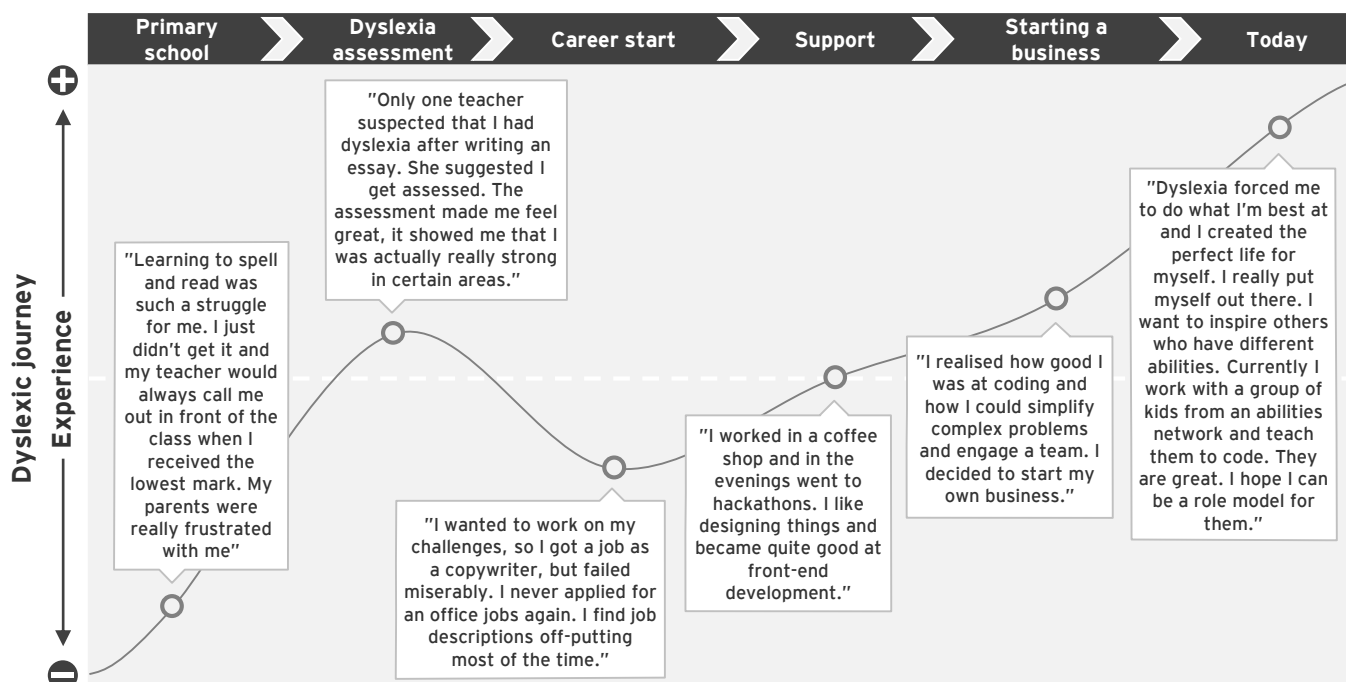 Primary
school
Dyslexia
assessment
Career start
Support
Starting a
business
Today
Dyslexic journey
Experience
"Learning to spell
and read was
such a struggle
for me. I just
didn't get it and
my teacher would
always call me
out in front of the
class when I
received the
lowest mark. My
parents were
really frustrated
with me"
"Only one teacher
suspected that I had
dyslexia after writing an
essay. She suggested I
get assessed. The
assessment made me feel
great, it showed me that I
was actually really strong
in certain areas."
"I wanted to work on my
challenges, so I got a job as
a copywriter, but failed
miserably. I never applied for
an office jobs again. I find job
descriptions off-putting
most of the time."
"I worked in a coffee
shop and in the
evenings went to
hackathons. I like
designing things and
became quite good at
front-end
development."
"I realised how good I
was at coding and
how I could simplify
complex problems
and engage a team. I
decided to start my
own business."
"Dyslexia forced me
to do what I'm best at
and I created the
perfect life for
myself. I really put
myself out there. I
want to inspire others
who have different
abilities. Currently I
work with a group of
kids from an abilities
network and teach
them to code. They
are great. I hope I can
be a role model for
them."